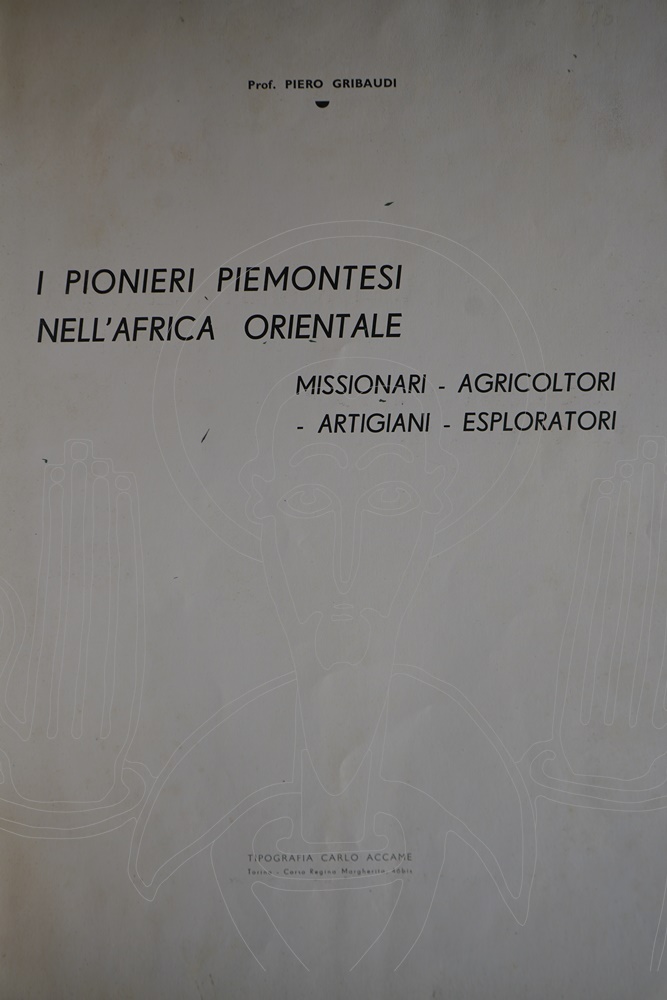 Prof. PIERO GRIBAUDI
I PIONIERI PIEMONTESI
NELL'AFRICA ORIENTALE
MISSIONARI - AGRICOLTORI
- ARTIGIANI - ESPLORATORI
TIPOGRAFIA CARLO ACCAME
Torino - Corso Regina Margherita, 46bis